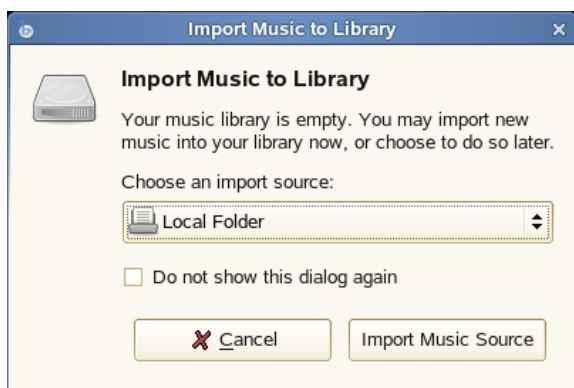 Import Music to Library
Import Music to Library
Your music library is empty. You may import new
music into your library now, or choose to do so later.
Choose an import source:
Local Folder
Do not show this dialog again
Cancel
Import Music Source